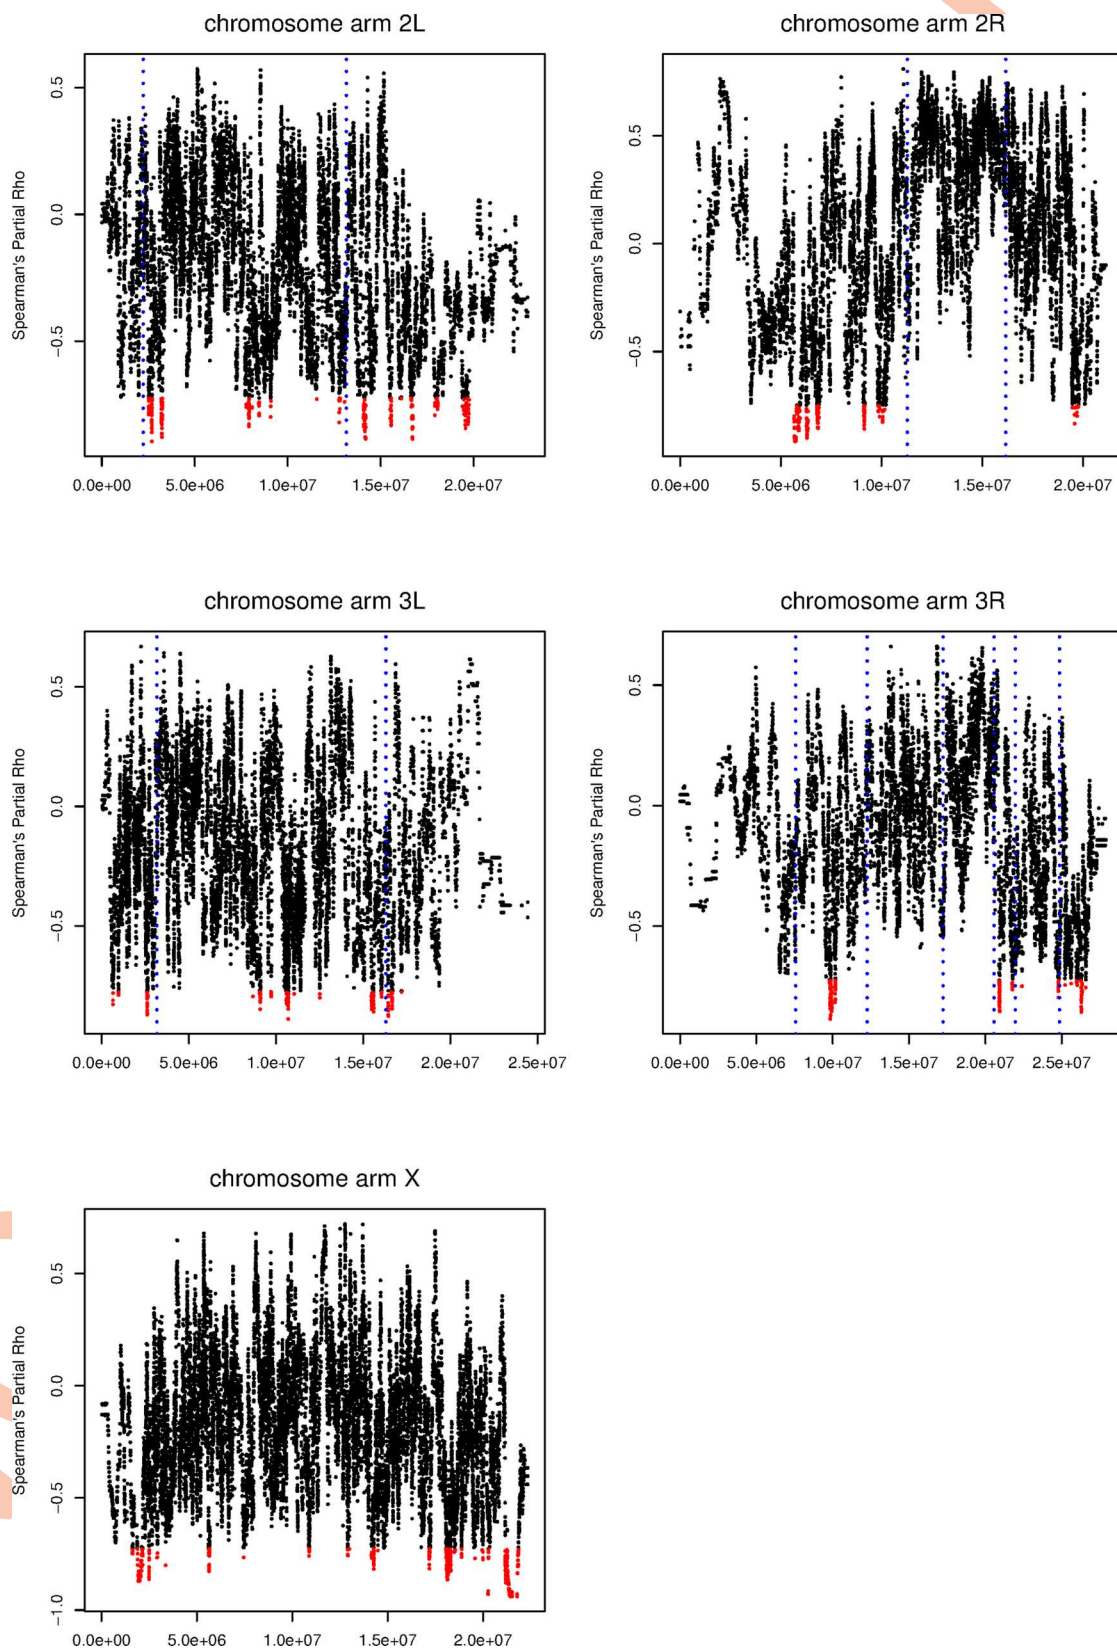 chromosome arm 2L
chromosome arm 2R
Spearman's Partial Rho
0.5
0.0
−0.5
0.0e+00 5.0e+06 1.0e+07 1.5e+07 2.0e+07
Spearman's Partial Rho
0.5
0.0
−0.5
0.0e+00 5.0e+06 1.0e+07 1.5e+07 2.0e+07
chromosome arm 3L
chromosome arm 3R
Spearman's Partial Rho
0.5
0.0
−0.5
0.0e+00 5.0e+06 1.0e+07 1.5e+07 2.0e+07 2.5e+07
Spearman's Partial Rho
0.5
0.0
−0.5
0.0e+00 5.0e+06 1.0e+07 1.5e+07 2.0e+07 2.5e+07
chromosome arm X
Spearman's Partial Rho
0.5
0.0
−0.5
−1.0
0.0e+00 5.0e+06 1.0e+07 1.5e+07 2.0e+07